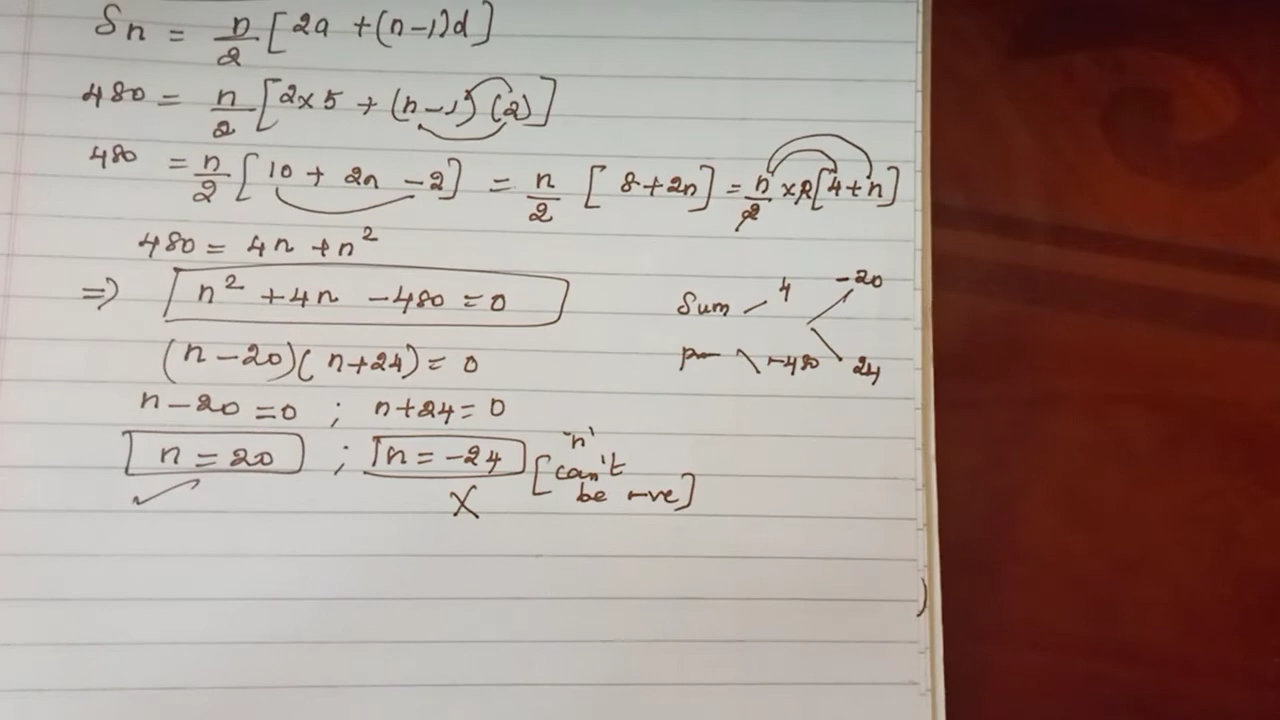 Sn = n/2 [2a + (n-1)d]
480 = n/2 [2×5 + (n-1)(2)]
480 = n/2 [10 + 2n - 2] = n/2 [8+2n] = n/2 × 2[4+n]
480 = 4n + n²
=> n² + 4n - 480 = 0
Sum 4 -20
-480 24
(n-20)(n+24) = 0
n-20 = 0 ; n+24 = 0
n = 20 ; n = -24 ['n' can't be -ve]
✓ X